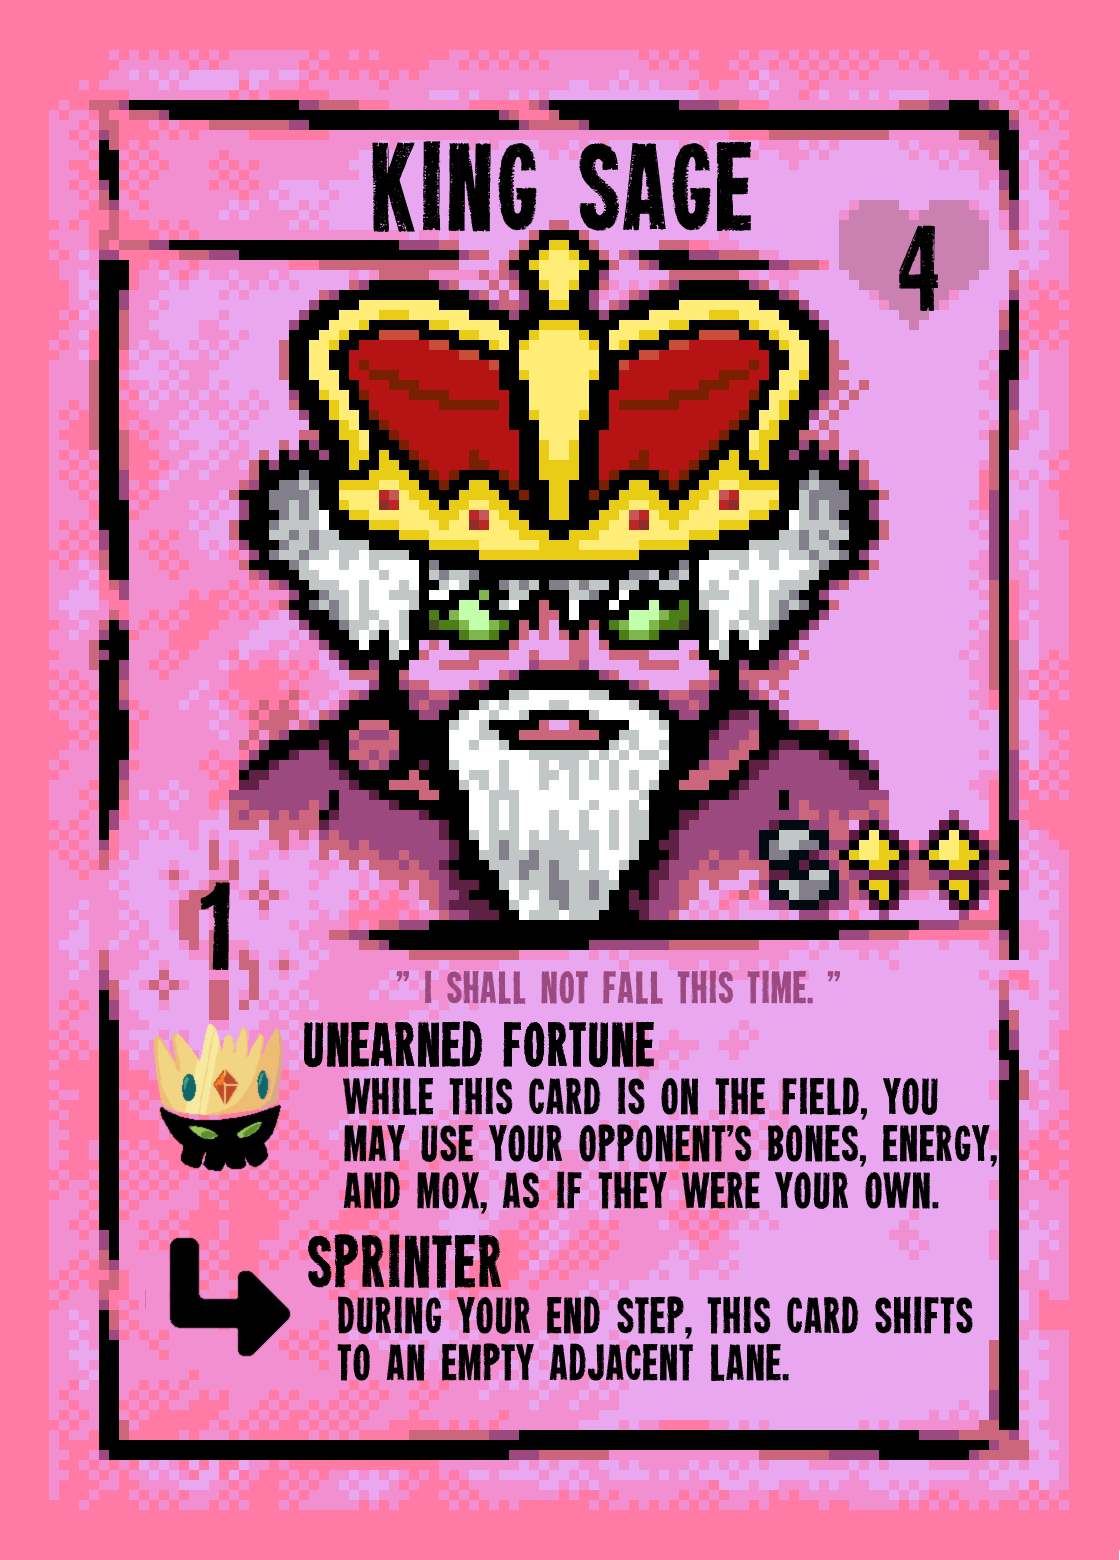 KING SAGE
4
S
1
" I SHALL NOT FALL THIS TIME. "
UNEARNED FORTUNE
WHILE THIS CARD IS ON THE FIELD, YOU
MAY USE YOUR OPPONENT'S BONES, ENERGY,
AND MOX, AS IF THEY WERE YOUR OWN.
SPRINTER
DURING YOUR END STEP, THIS CARD SHIFTS
TO AN EMPTY ADJACENT LANE.